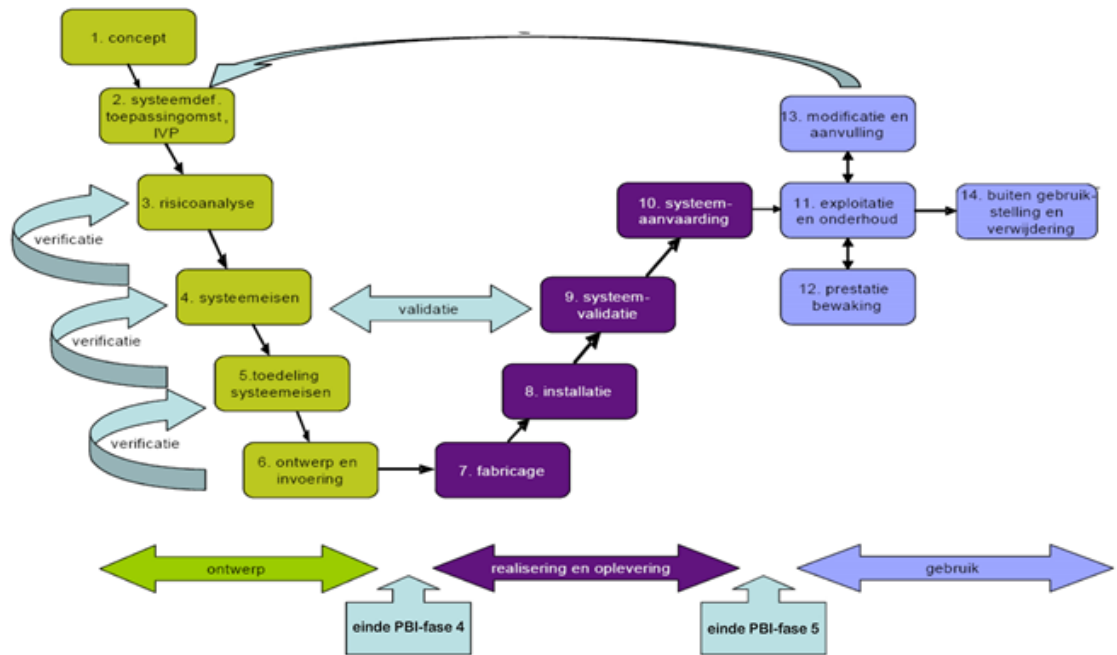 1. concept
2. systeemdef.
toepassingomst,
IVP
3. risicoanalyse
verificatie
4. systeemeisen
verificatie
5.toedeling
systeemeisen
verificatie
6. ontwerp en
invoering
validatie
7. fabricage
8. installatie
9. systeem-
validatie
10. systeem-
aanvaarding
13. modificatie en
aanvulling
11. exploitatie
en onderhoud
12. prestatie
bewaking
14. buiten gebruik-
stelling en
verwijdering
ontwerp
realisering en oplevering
gebruik
einde PBI-fase 4
einde PBI-fase 5